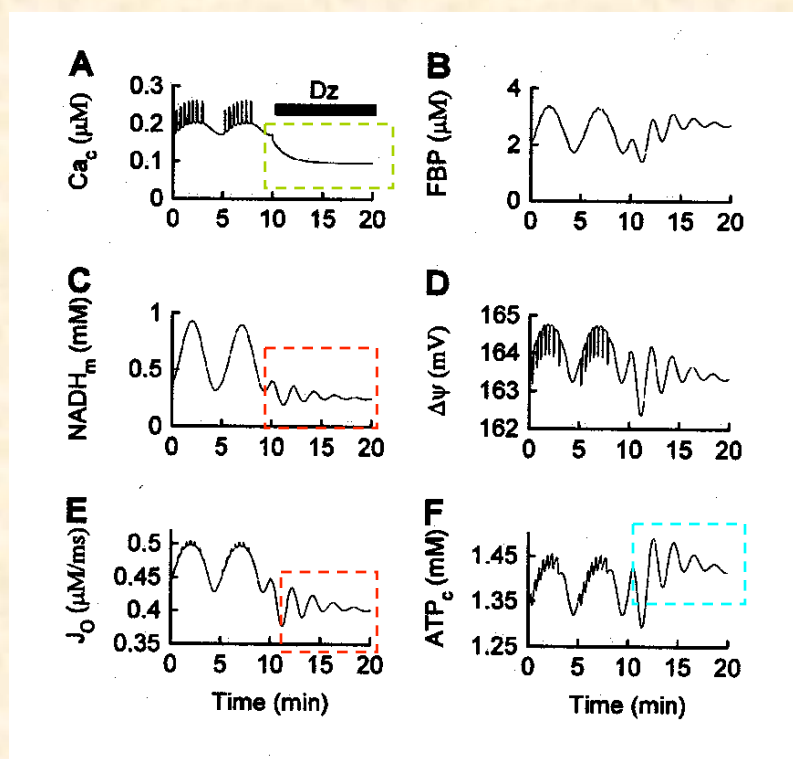 A
Ca_c (μM)
0.3
0.2
0.1
0
Dz
0 5 10 15 20
B
FBP (μM)
4
2
0
0 5 10 15 20
C
NADH_m (mM)
1
0.5
0
0 5 10 15 20
D
Δψ (mV)
165
164
163
162
0 5 10 15 20
E
J_O (μM/ms)
0.5
0.45
0.4
0.35
0 5 10 15 20
Time (min)
F
ATP_c (mM)
1.45
1.35
1.25
0 5 10 15 20
Time (min)